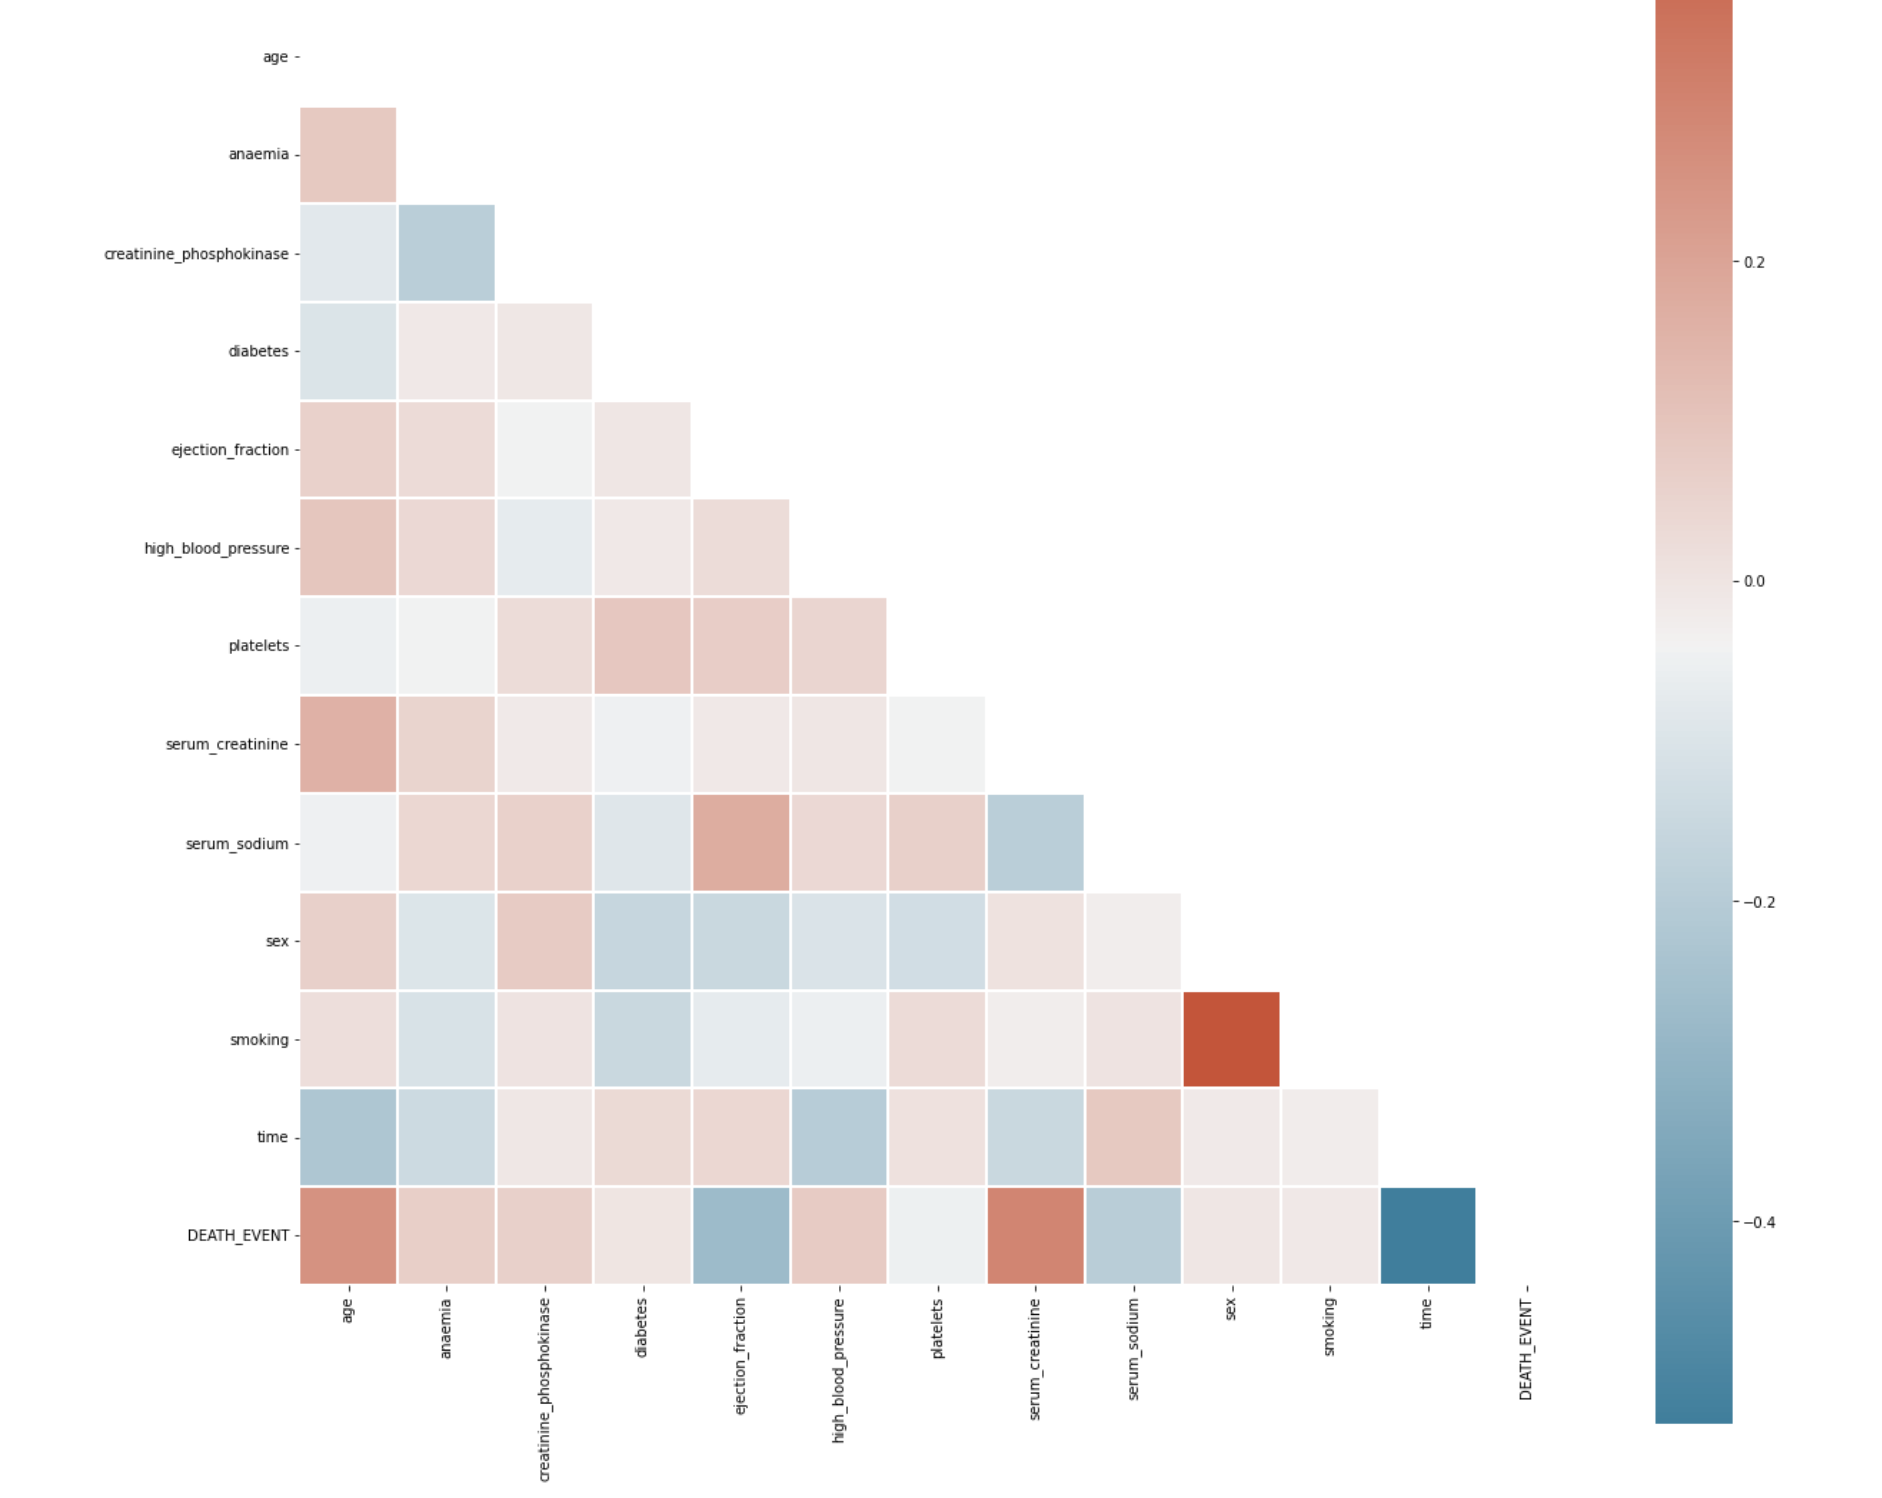 age
anaemia
creatinine_phosphokinase
diabetes
ejection_fraction
high_blood_pressure
platelets
serum_creatinine
serum_sodium
sex
smoking
time
DEATH_EVENT
age
anaemia
creatinine_phosphokinase
diabetes
ejection_fraction
high_blood_pressure
platelets
serum_creatinine
serum_sodium
sex
smoking
time
DEATH_EVENT
0.2
0.0
−0.2
−0.4